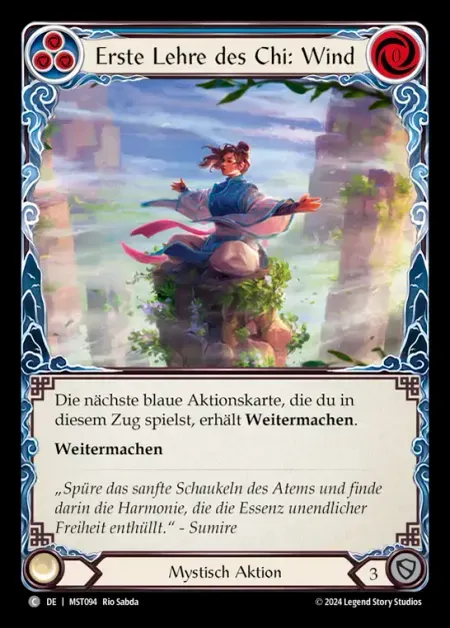 Erste Lehre des Chi: Wind
0
Die nächste blaue Aktionskarte, die du in
diesem Zug spielst, erhält Weitermachen.
Weitermachen
„Spüre das sanfte Schaukeln des Atems und finde
darin die Harmonie, die die Essenz unendlicher
Freiheit enthüllt.“ - Sumire
Mystisch Aktion
3
C DE | MST094 Rio Sabda
© 2024 Legend Story Studios